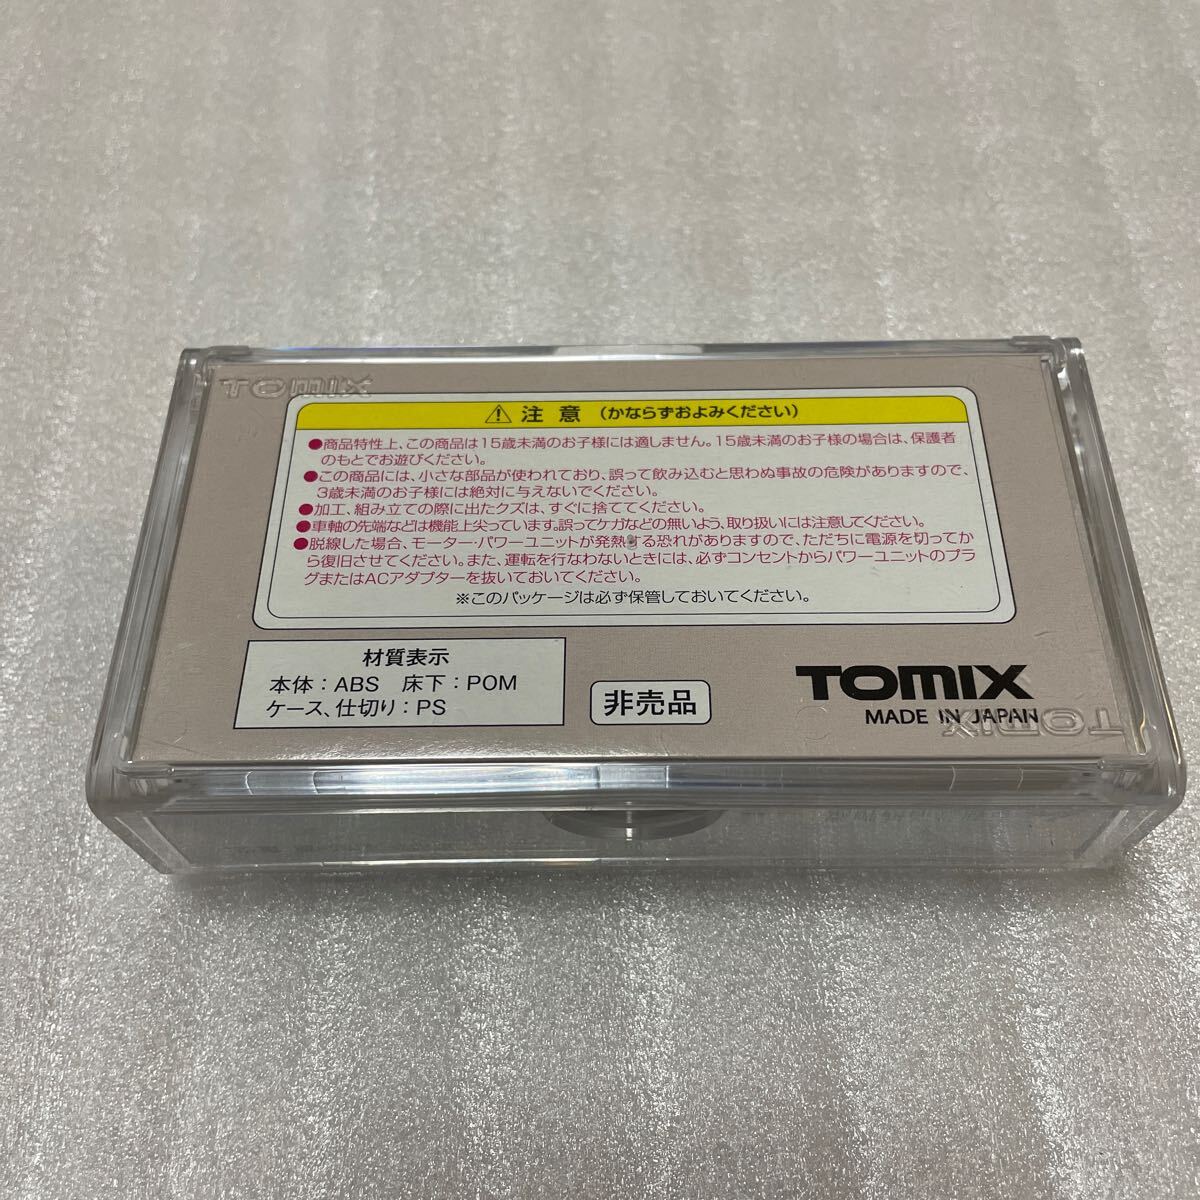 TOMIX
⚠ 注意 (かならずおよみください)
●商品特性上、この商品は15歳未満のお子様には適しません。15歳未満のお子様の場合は、保護者
のもとでお遊びください。
●この商品には、小さな部品が使われており、誤って飲み込むと思わぬ事故の危険がありますので、
3歳未満のお子様には絶対に与えないでください。
●加工、組み立ての際に出たクズは、すぐに捨ててください。
●車軸の先端などは機能上尖っています。誤ってケガなどの無いよう、取り扱いには注意してください。
●脱線した場合、モーター・パワーユニットが発熱する恐れがありますので、ただちに電源を切ってか
ら復旧させてください。また、運転を行なわないときには、必ずコンセントからパワーユニットのプラ
グまたはACアダプターを抜いておいてください。
※このパッケージは必ず保管しておいてください。
材質表示
本体：ABS 床下：POM
ケース、仕切り：PS
非売品
TOMIX
MADE IN JAPAN
TOMIX